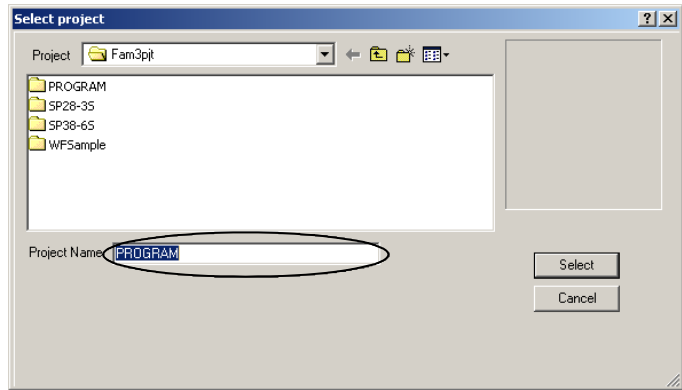 Select project
Project Fam3pjt
PROGRAM
SP28-3S
SP38-6S
WFSample
Project Name PROGRAM
Select
Cancel